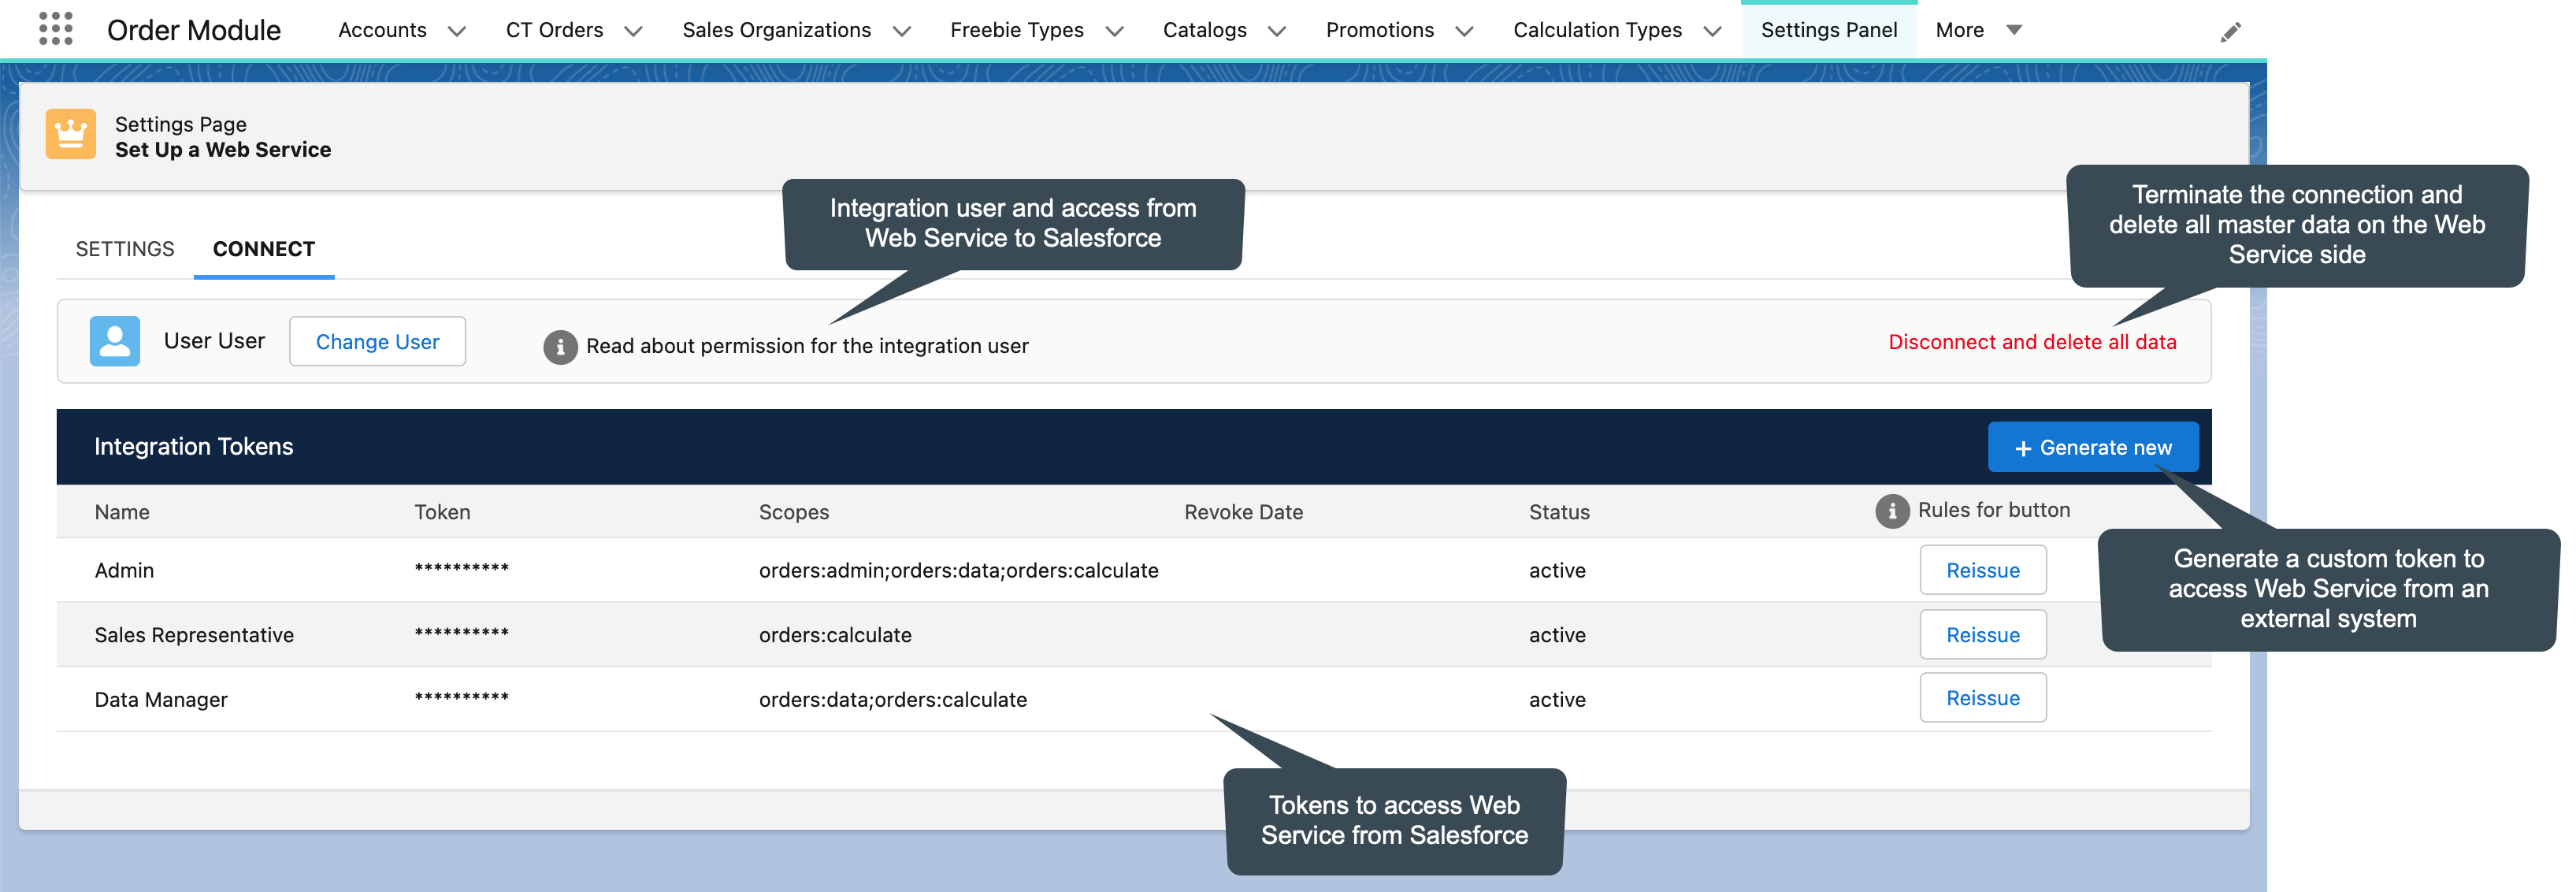 Order Module Accounts CT Orders Sales Organizations Freebie Types Catalogs Promotions Calculation Types Settings Panel More
Settings Page
Set Up a Web Service
Integration user and access from
Web Service to Salesforce
Terminate the connection and
delete all master data on the Web
Service side
SETTINGS CONNECT
User User Change User Read about permission for the integration user Disconnect and delete all data
Integration Tokens + Generate new
Name Token Scopes Revoke Date Status Rules for button
Admin ********** orders:admin;orders:data;orders:calculate active Reissue
Generate a custom token to
access Web Service from an
external system
Sales Representative ********** orders:calculate active Reissue
Data Manager ********** orders:data;orders:calculate active Reissue
Tokens to access Web
Service from Salesforce